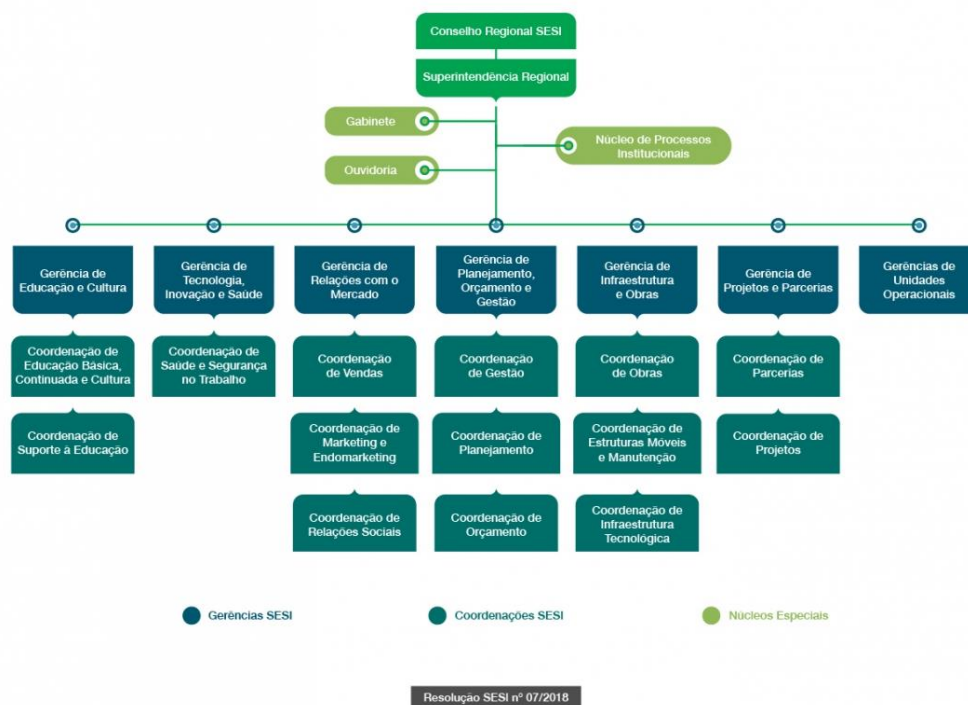 Conselho Regional SESI
Superintendência Regional
Gabinete
Núcleo de Processos
Institucionais
Ouvidoria
Gerência de
Educação e Cultura
Gerência de
Tecnologia,
Inovação e Saúde
Gerência de
Relações com o
Mercado
Gerência de
Planejamento,
Orçamento e
Gestão
Gerência de
Infraestrutura
e Obras
Gerência de
Projetos e Parcerias
Gerências de
Unidades
Operacionais
Coordenação de
Educação Básica,
Continuada e Cultura
Coordenação de
Saúde e Segurança
no Trabalho
Coordenação
de Vendas
Coordenação
de Gestão
Coordenação
de Obras
Coordenação de
Parcerias
Coordenação de
Suporte à Educação
Coordenação de
Marketing e
Endomarketing
Coordenação de
Planejamento
Coordenação de
Estruturas Móveis
e Manutenção
Coordenação de
Projetos
Coordenação de
Relações Sociais
Coordenação de
Orçamento
Coordenação de
Infraestrutura
Tecnológica
Gerências SESI
Coordenações SESI
Núcleos Especiais
Resolução SESI nº 07/2018